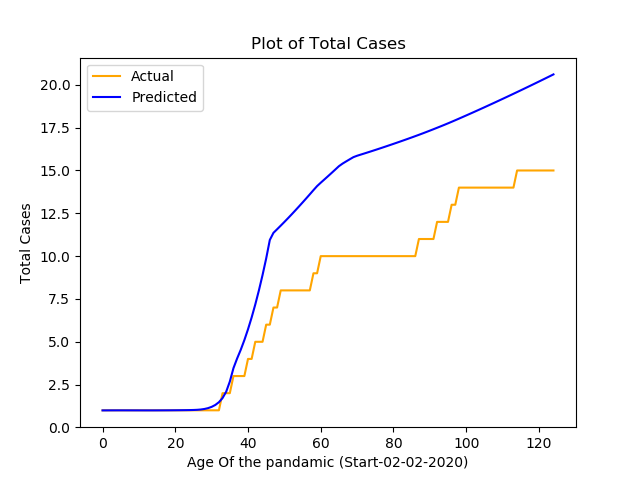 Plot of Total Cases
Actual
Predicted
20.0
17.5
15.0
12.5
10.0
7.5
5.0
2.5
0.0
Total Cases
0 20 40 60 80 100 120
Age Of the pandamic (Start-02-02-2020)